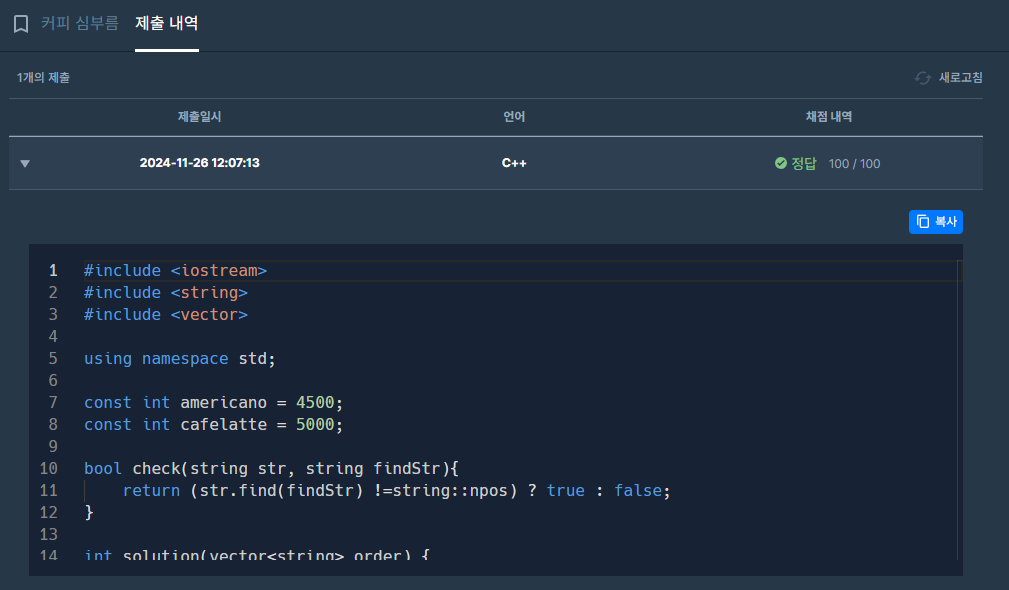 커피 심부름 제출 내역
1개의 제출 새로고침
제출일시 언어 채점 내역
2024-11-26 12:07:13 C++ 정답 100 / 100
복사
1 #include <iostream>
2 #include <string>
3 #include <vector>
4
5 using namespace std;
6
7 const int americano = 4500;
8 const int cafelatte = 5000;
9
10 bool check(string str, string findStr){
11     return (str.find(findStr) !=string::npos) ? true : false;
12 }
13
14 int solution(vector<string> order) {